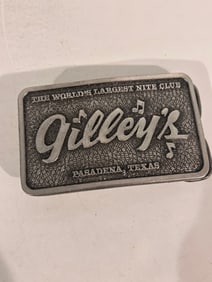 THE WORLD'S LARGEST NITE CLUB
Gilley's
PASADENA, TEXAS